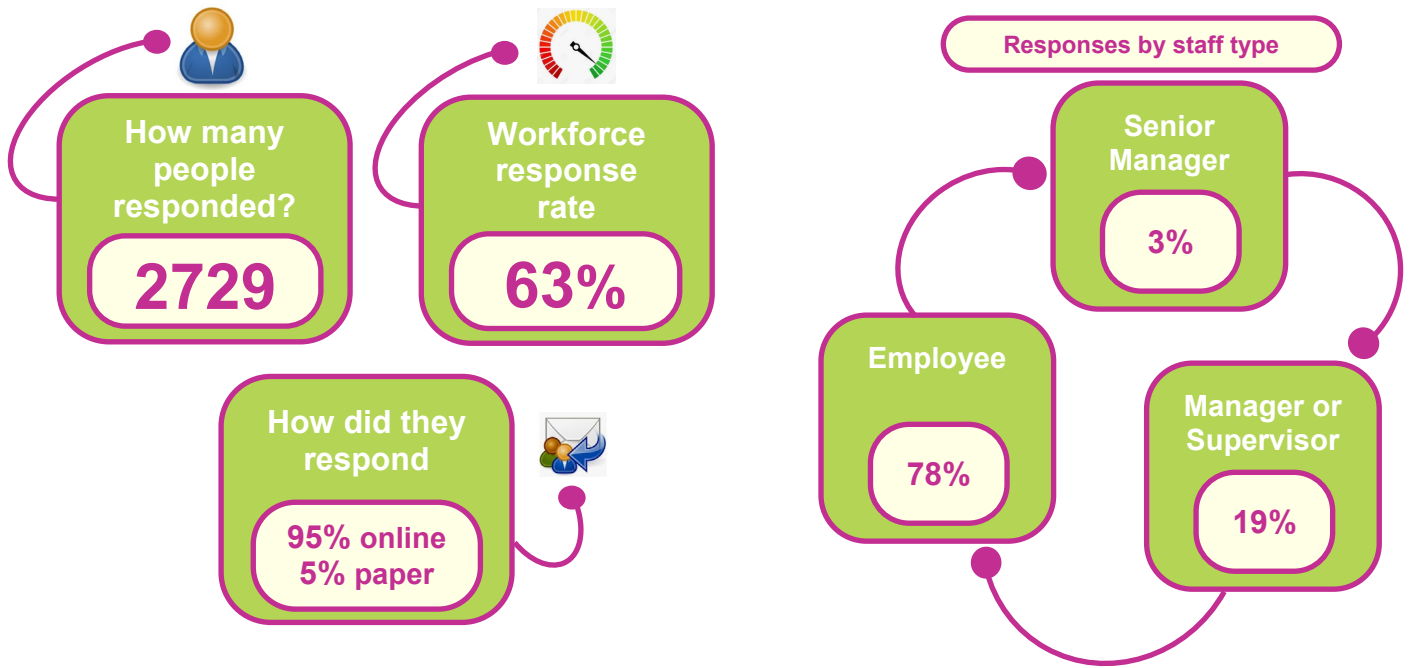 How many
people
responded?
2729
Workforce
response
rate
63%
How did they
respond
95% online
5% paper
Responses by staff type
Senior
Manager
3%
Employee
78%
Manager or
Supervisor
19%